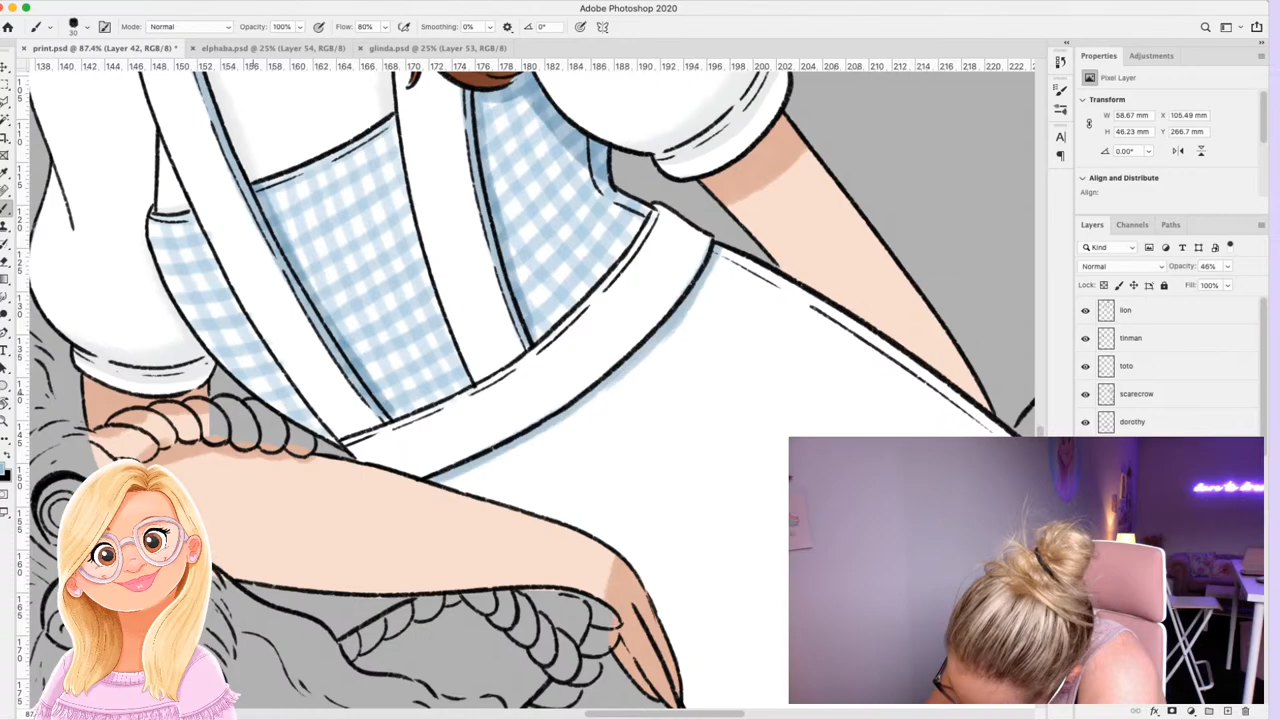 Adobe Photoshop 2020
30 Mode: Normal Opacity: 100% Flow: 80% Smoothing: 0% 0°
print.psd @ 87.4% (Layer 42, RGB/8) * elphaba.psd @ 25% (Layer 54, RGB/8) glinda.psd @ 25% (Layer 53, RGB/8)
138 140 142 144 146 148 150 152 154 156 158 160 162 164 166 168 170 172 174 176 178 180 182 184 186 188 190 192 194 196 198 200 202 204 206 208 210 212 214 216 218 220 222
Properties Adjustments
Pixel Layer
Transform
W 58.67 mm X 105.49 mm
H 46.23 mm Y 266.7 mm
0.00°
Align and Distribute
Align:
Layers Channels Paths
Kind
Normal Opacity: 46%
Lock: Fill: 100%
lion
tinman
toto
scarecrow
dorothy
87.